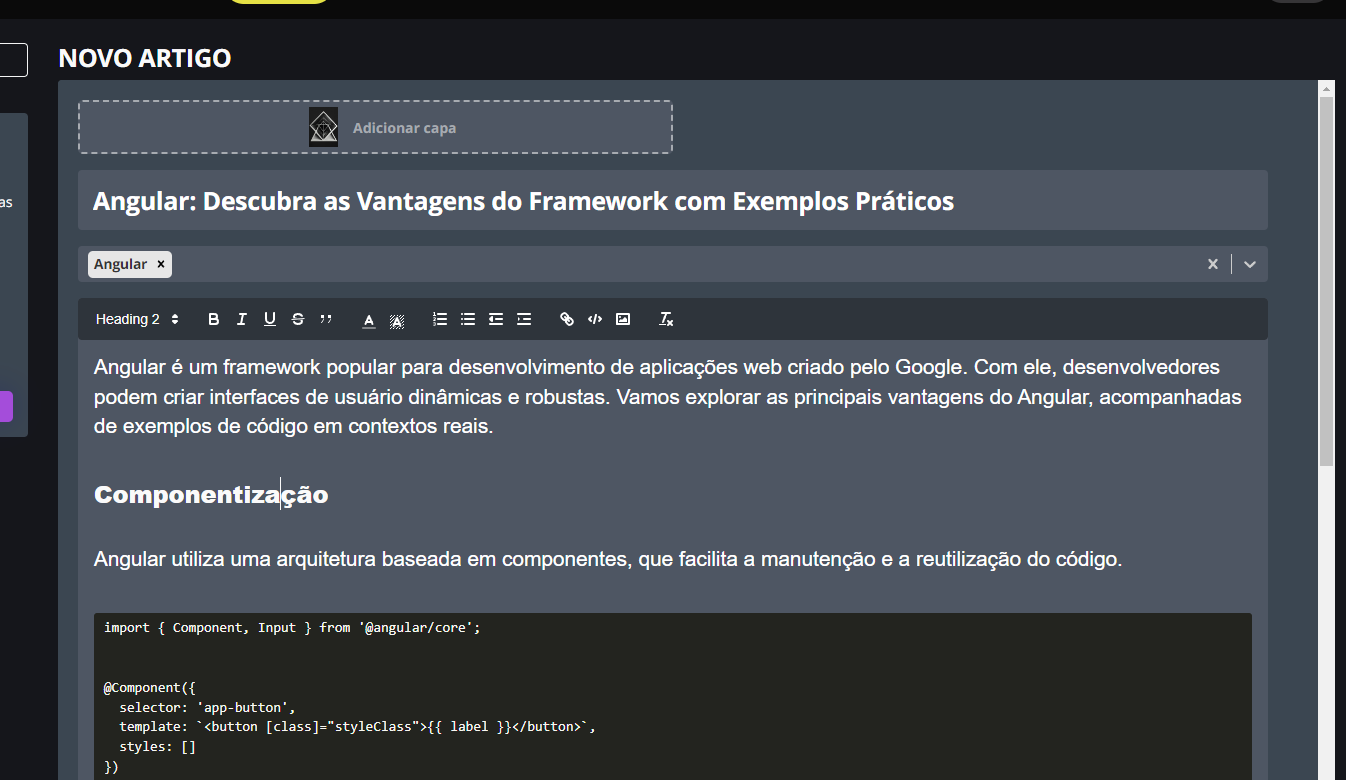 NOVO ARTIGO
Adicionar capa
as
Angular: Descubra as Vantagens do Framework com Exemplos Práticos
Angular ×
Heading 2 B I U S A A
Angular é um framework popular para desenvolvimento de aplicações web criado pelo Google. Com ele, desenvolvedores
podem criar interfaces de usuário dinâmicas e robustas. Vamos explorar as principais vantagens do Angular, acompanhadas
de exemplos de código em contextos reais.
Componentização
Angular utiliza uma arquitetura baseada em componentes, que facilita a manutenção e a reutilização do código.
import { Component, Input } from '@angular/core';
@Component({
  selector: 'app-button',
  template: `<button [class]="styleClass">{{ label }}</button>`,
  styles: []
})